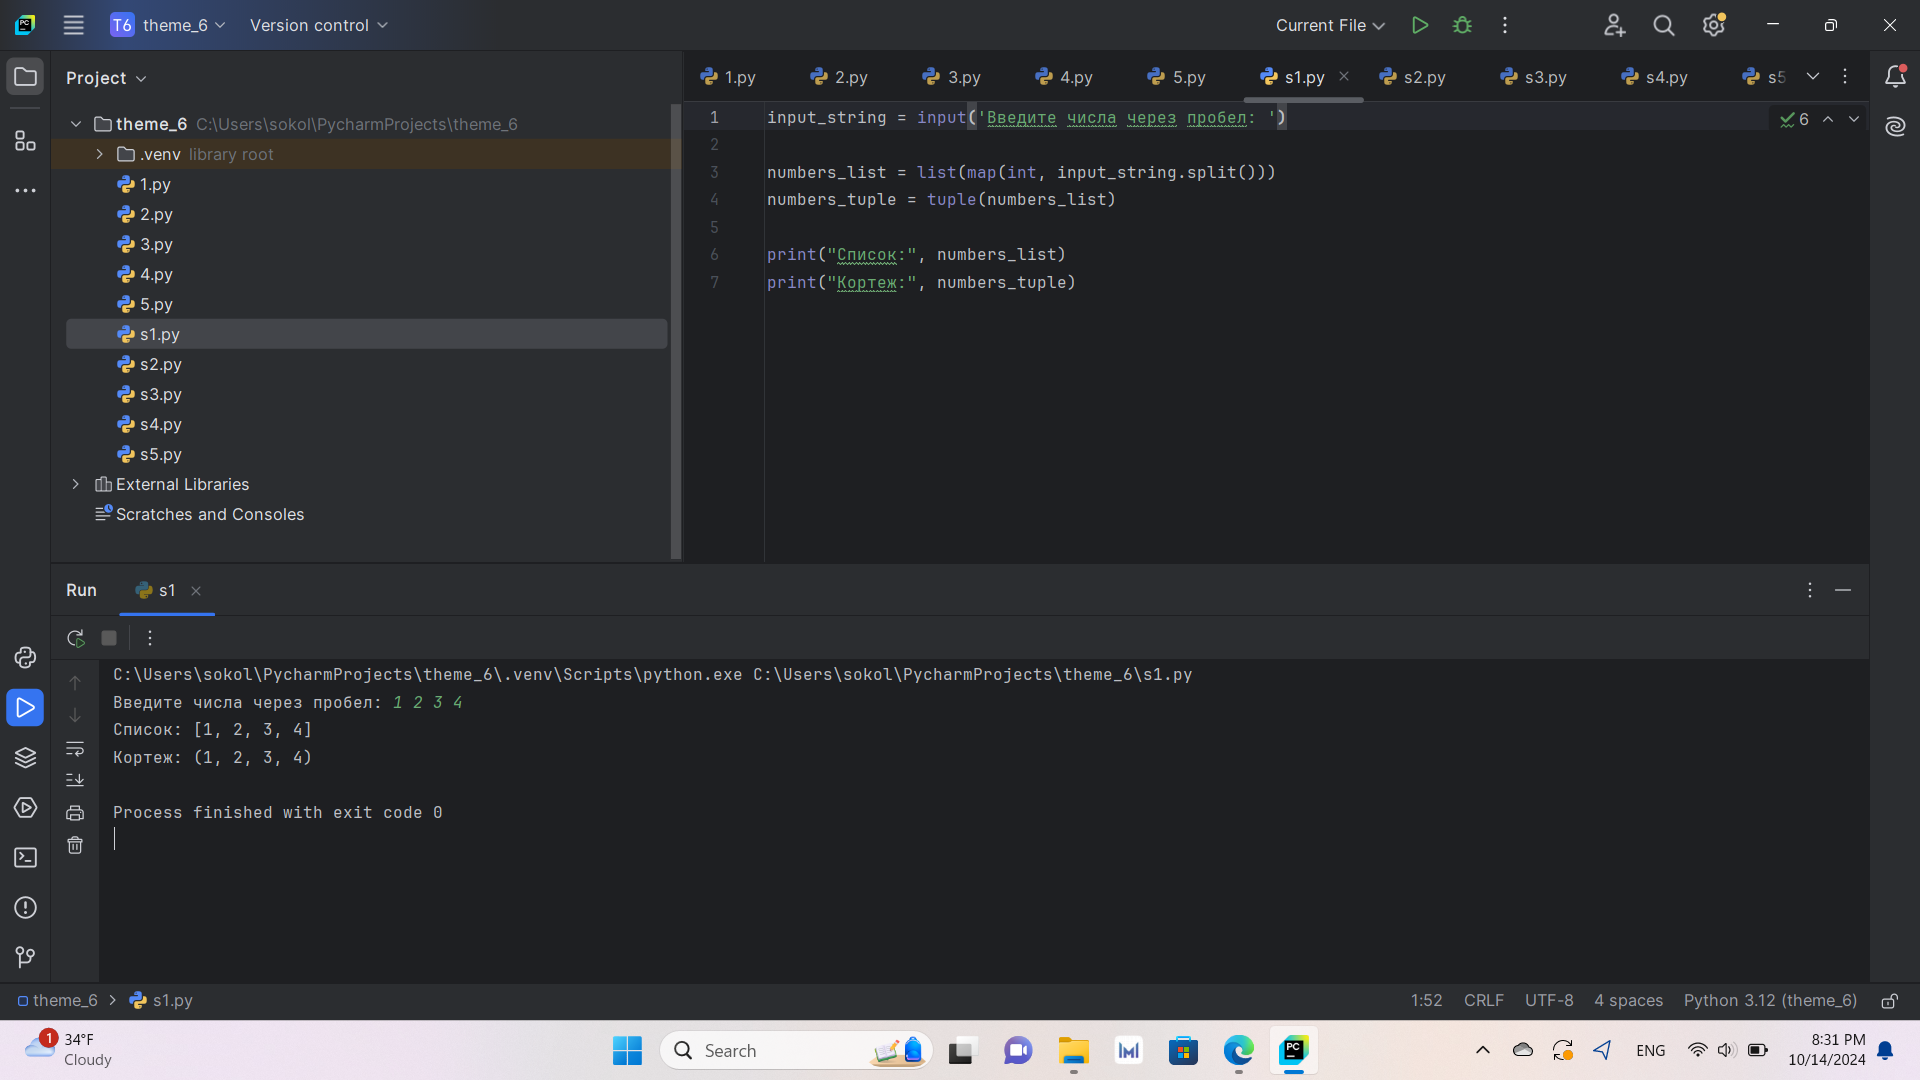 T6 theme_6 Version control Current File
Project 1.py 2.py 3.py 4.py 5.py s1.py s2.py s3.py s4.py s5
theme_6 C:\Users\sokol\PycharmProjects\theme_6
.venv library root
1.py
2.py
3.py
4.py
5.py
s1.py
s2.py
s3.py
s4.py
s5.py
External Libraries
Scratches and Consoles
1 input_string = input('Введите числа через пробел: ')
6
2
3 numbers_list = list(map(int, input_string.split()))
4 numbers_tuple = tuple(numbers_list)
5
6 print("Список:", numbers_list)
7 print("Кортеж:", numbers_tuple)
Run s1
C:\Users\sokol\PycharmProjects\theme_6\.venv\Scripts\python.exe C:\Users\sokol\PycharmProjects\theme_6\s1.py
Введите числа через пробел: 1 2 3 4
Список: [1, 2, 3, 4]
Кортеж: (1, 2, 3, 4)
Process finished with exit code 0
theme_6 s1.py 1:52 CRLF UTF-8 4 spaces Python 3.12 (theme_6)
1 34°F
Cloudy
Search
PC
ENG
8:31 PM
10/14/2024